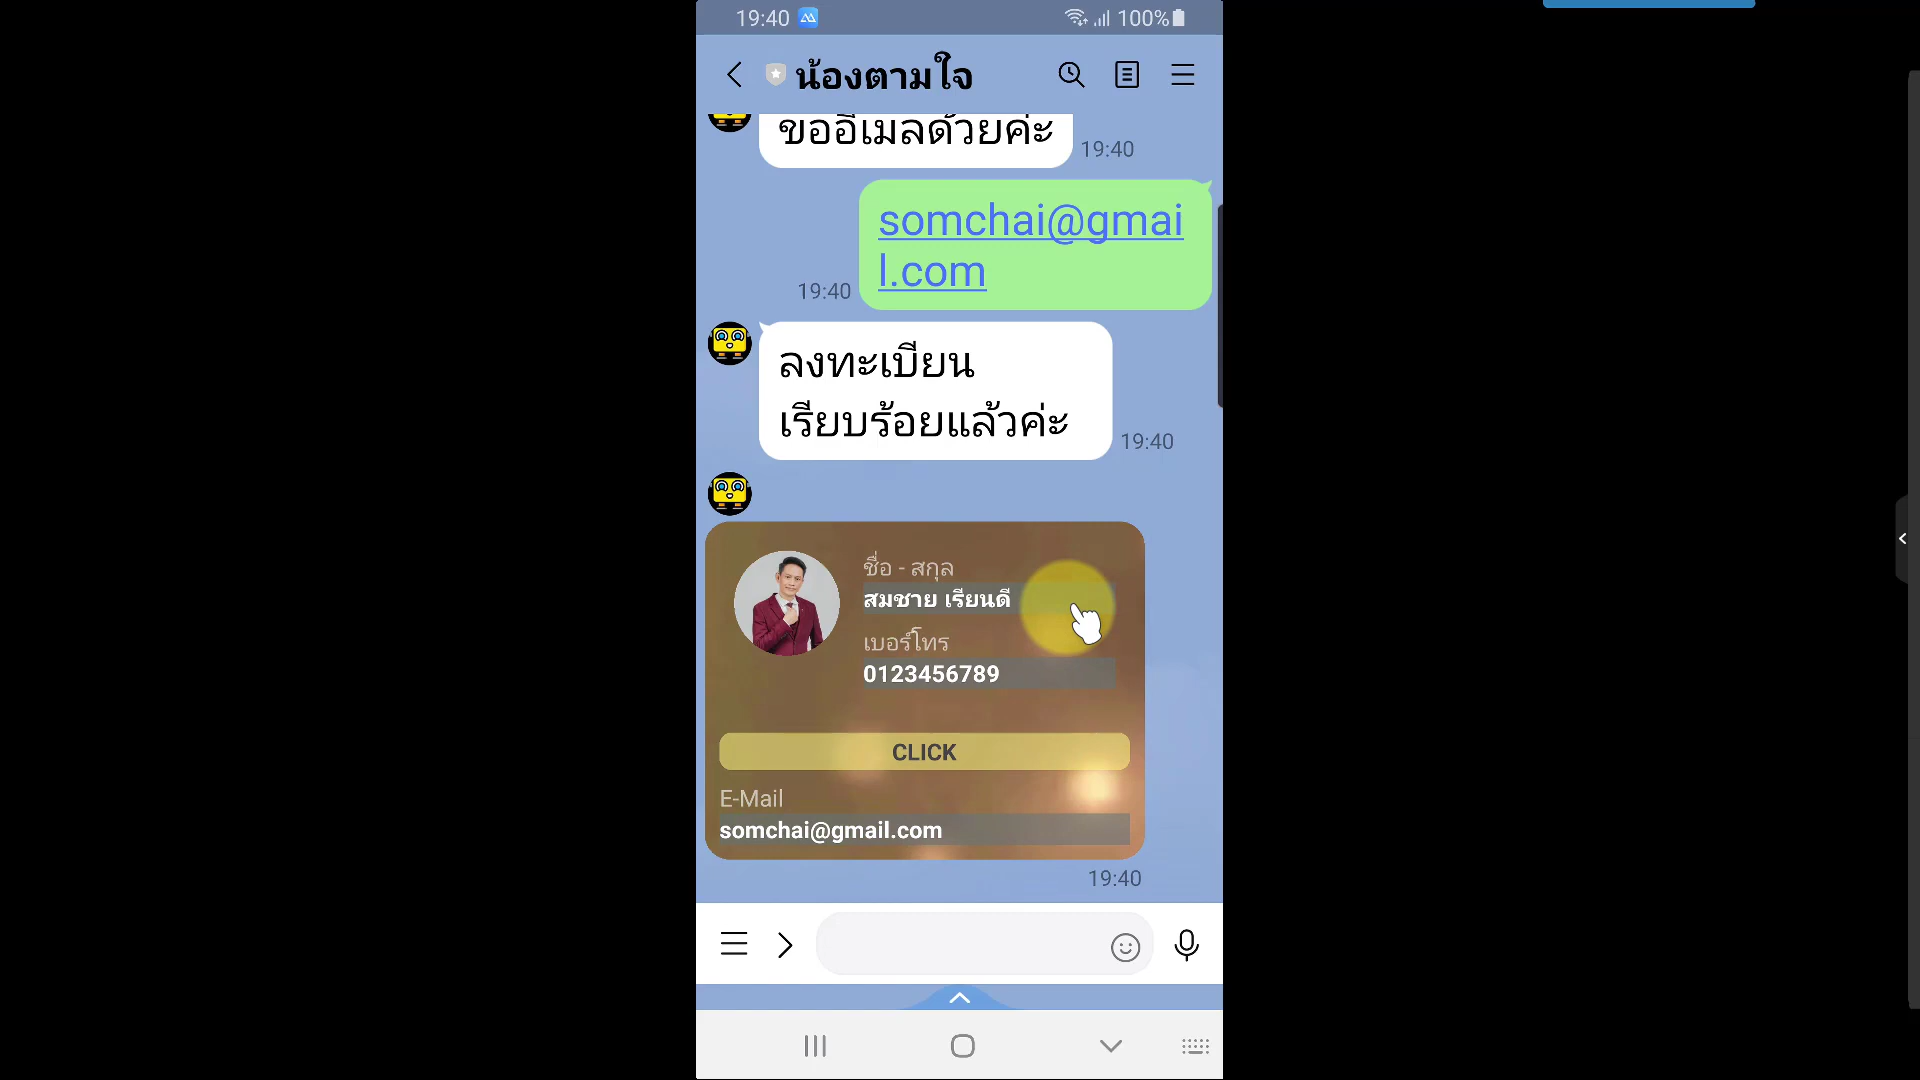 19:40
100%
น้องตามใจ
ขออีเมลด้วยค่ะ
19:40
somchai@gmai
l.com
19:40
ลงทะเบียน
เรียบร้อยแล้วค่ะ
19:40
ชื่อ - สกุล
สมชาย เรียนดี
เบอร์โทร
0123456789
CLICK
E-Mail
somchai@gmail.com
19:40